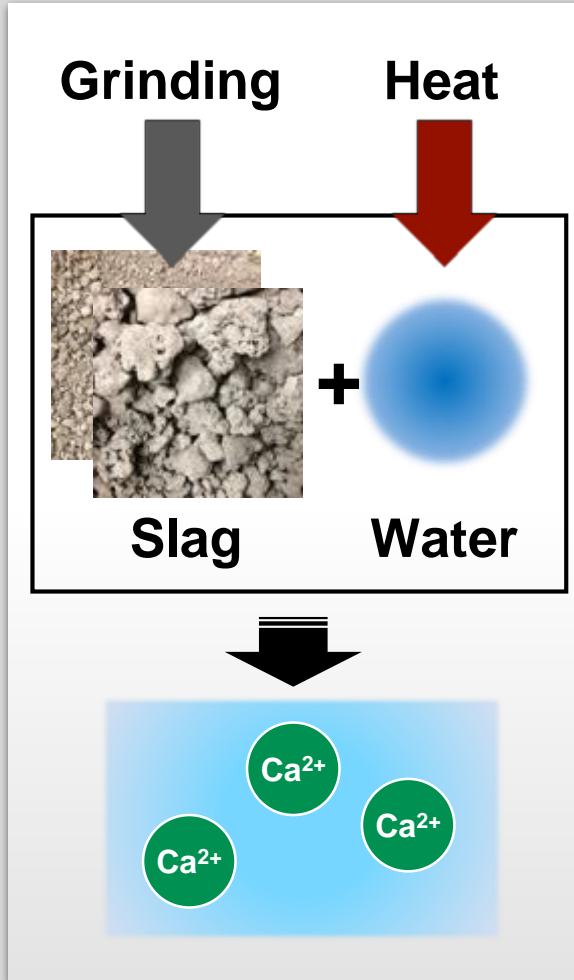 Grinding Heat
+
Slag Water
Ca²⁺
Ca²⁺
Ca²⁺